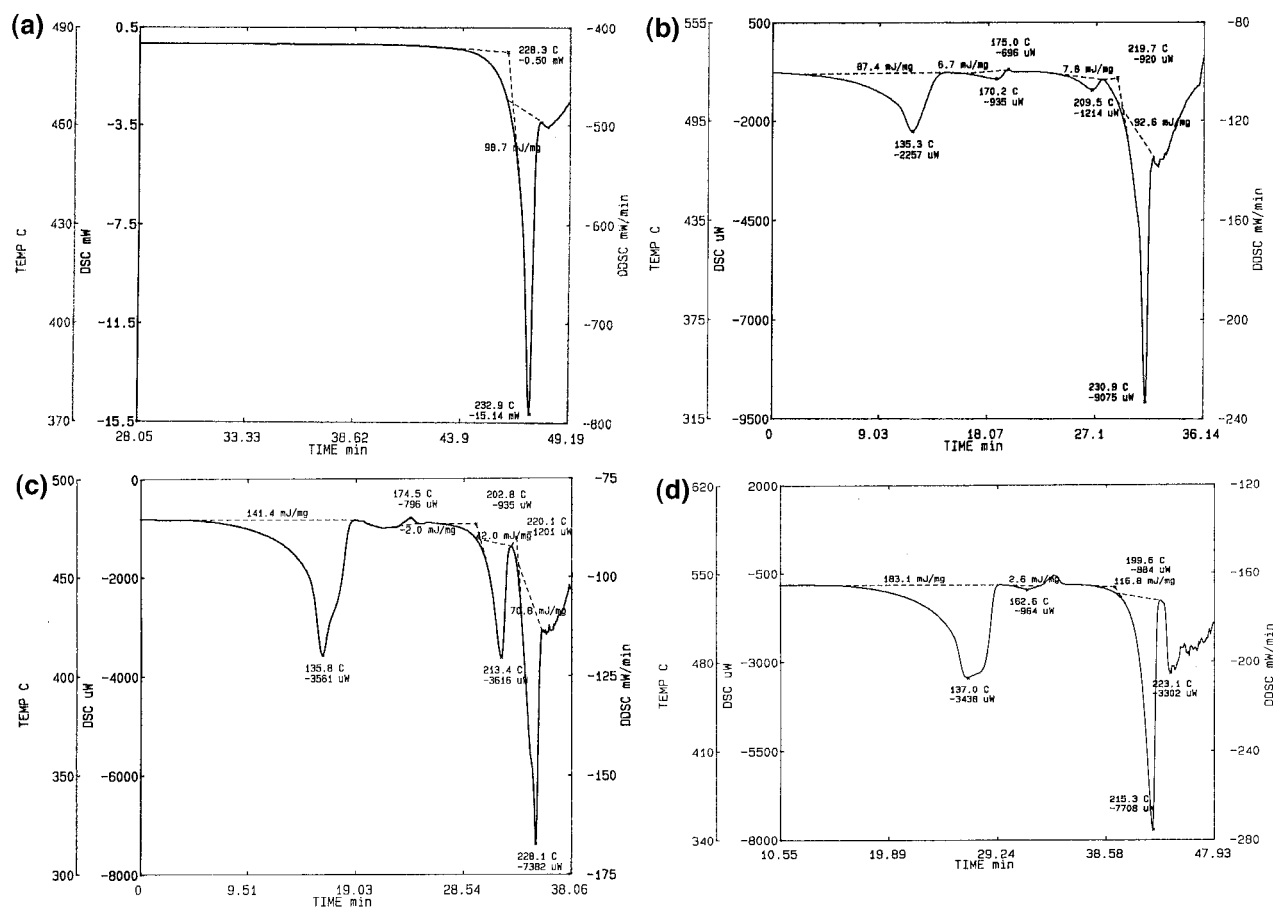 (a)
490
460
430
400
370
TEMP C
0.5
-3.5
-7.5
-11.5
-15.5
DSC mW
228.3 C
-0.50 mW
98.7 mJ/mg
232.9 C
-15.14 mW
-400
-500
-600
-700
-800
DDSC mW/min
28.05 33.33 38.62 43.9 49.19
TIME min
(b)
555
495
435
375
315
TEMP C
500
-2000
-4500
-7000
-9500
DSC uW
87.4 mJ/mg
6.7 mJ/mg
175.0 C
-696 uW
7.8 mJ/mg
219.7 C
-920 uW
170.2 C
-935 uW
209.5 C
-1214 uW
92.6 mJ/mg
135.3 C
-2257 uW
230.9 C
-9075 uW
-80
-120
-160
-200
-240
DDSC mW/min
0 9.03 18.07 27.1 36.14
TIME min
(c)
500
450
400
350
300
TEMP C
0
-2000
-4000
-6000
-8000
DSC uW
141.4 mJ/mg
174.5 C
-796 uW
202.8 C
-935 uW
-2.0 mJ/mg
220.1 C
-1201 uW
42.0 mJ/mg
70.8 mJ/mg
135.8 C
-3561 uW
213.4 C
-3616 uW
228.1 C
-7382 uW
-75
-100
-125
-150
-175
DDSC mW/min
0 9.51 19.03 28.54 38.06
TIME min
(d)
620
550
480
410
340
TEMP C
2000
-500
-3000
-5500
-8000
DSC uW
183.1 mJ/mg
2.6 mJ/mg
199.6 C
-884 uW
116.8 mJ/mg
162.6 C
-964 uW
137.0 C
-3438 uW
223.1 C
-3302 uW
215.3 C
-7708 uW
-120
-160
-200
-240
-280
DDSC mW/min
10.55 19.89 29.24 38.58 47.93
TIME min